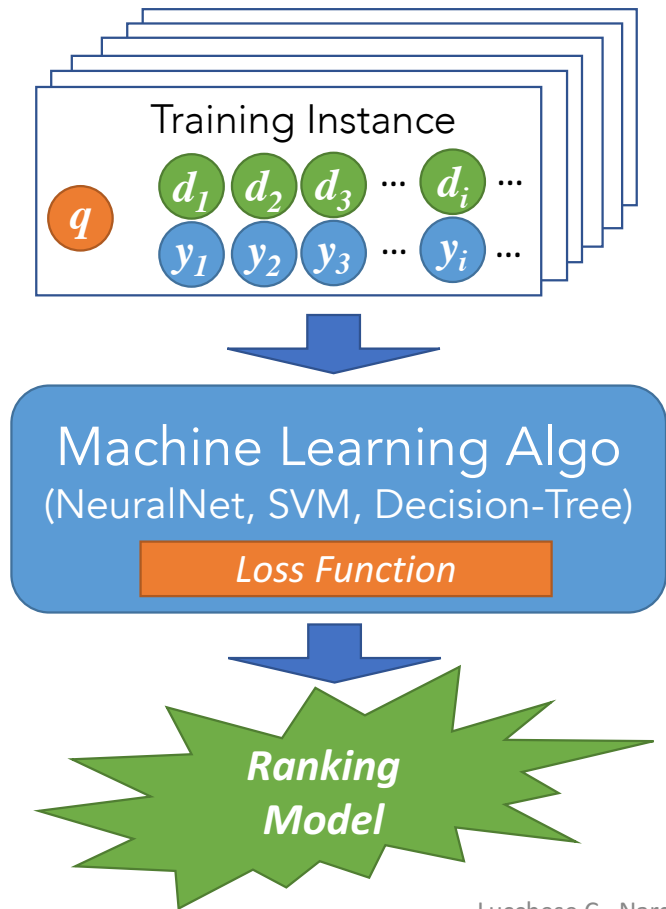 Training Instance
q d1 d2 d3 ... di ...
y1 y2 y3 ... yi ...
Machine Learning Algo
(NeuralNet, SVM, Decision-Tree)
Loss Function
Ranking
Model